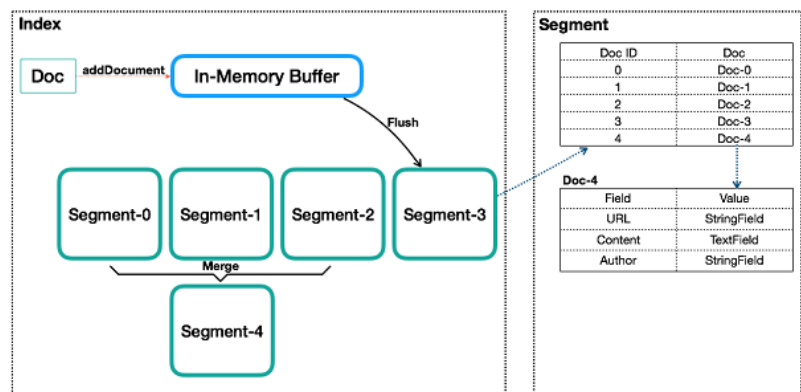 Index
Doc
addDocument
In-Memory Buffer
Flush
Segment-0
Segment-1
Segment-2
Segment-3
Merge
Segment-4
Segment
Doc ID Doc
0 Doc-0
1 Doc-1
2 Doc-2
3 Doc-3
4 Doc-4
Doc-4
Field Value
URL StringField
Content TextField
Author StringField